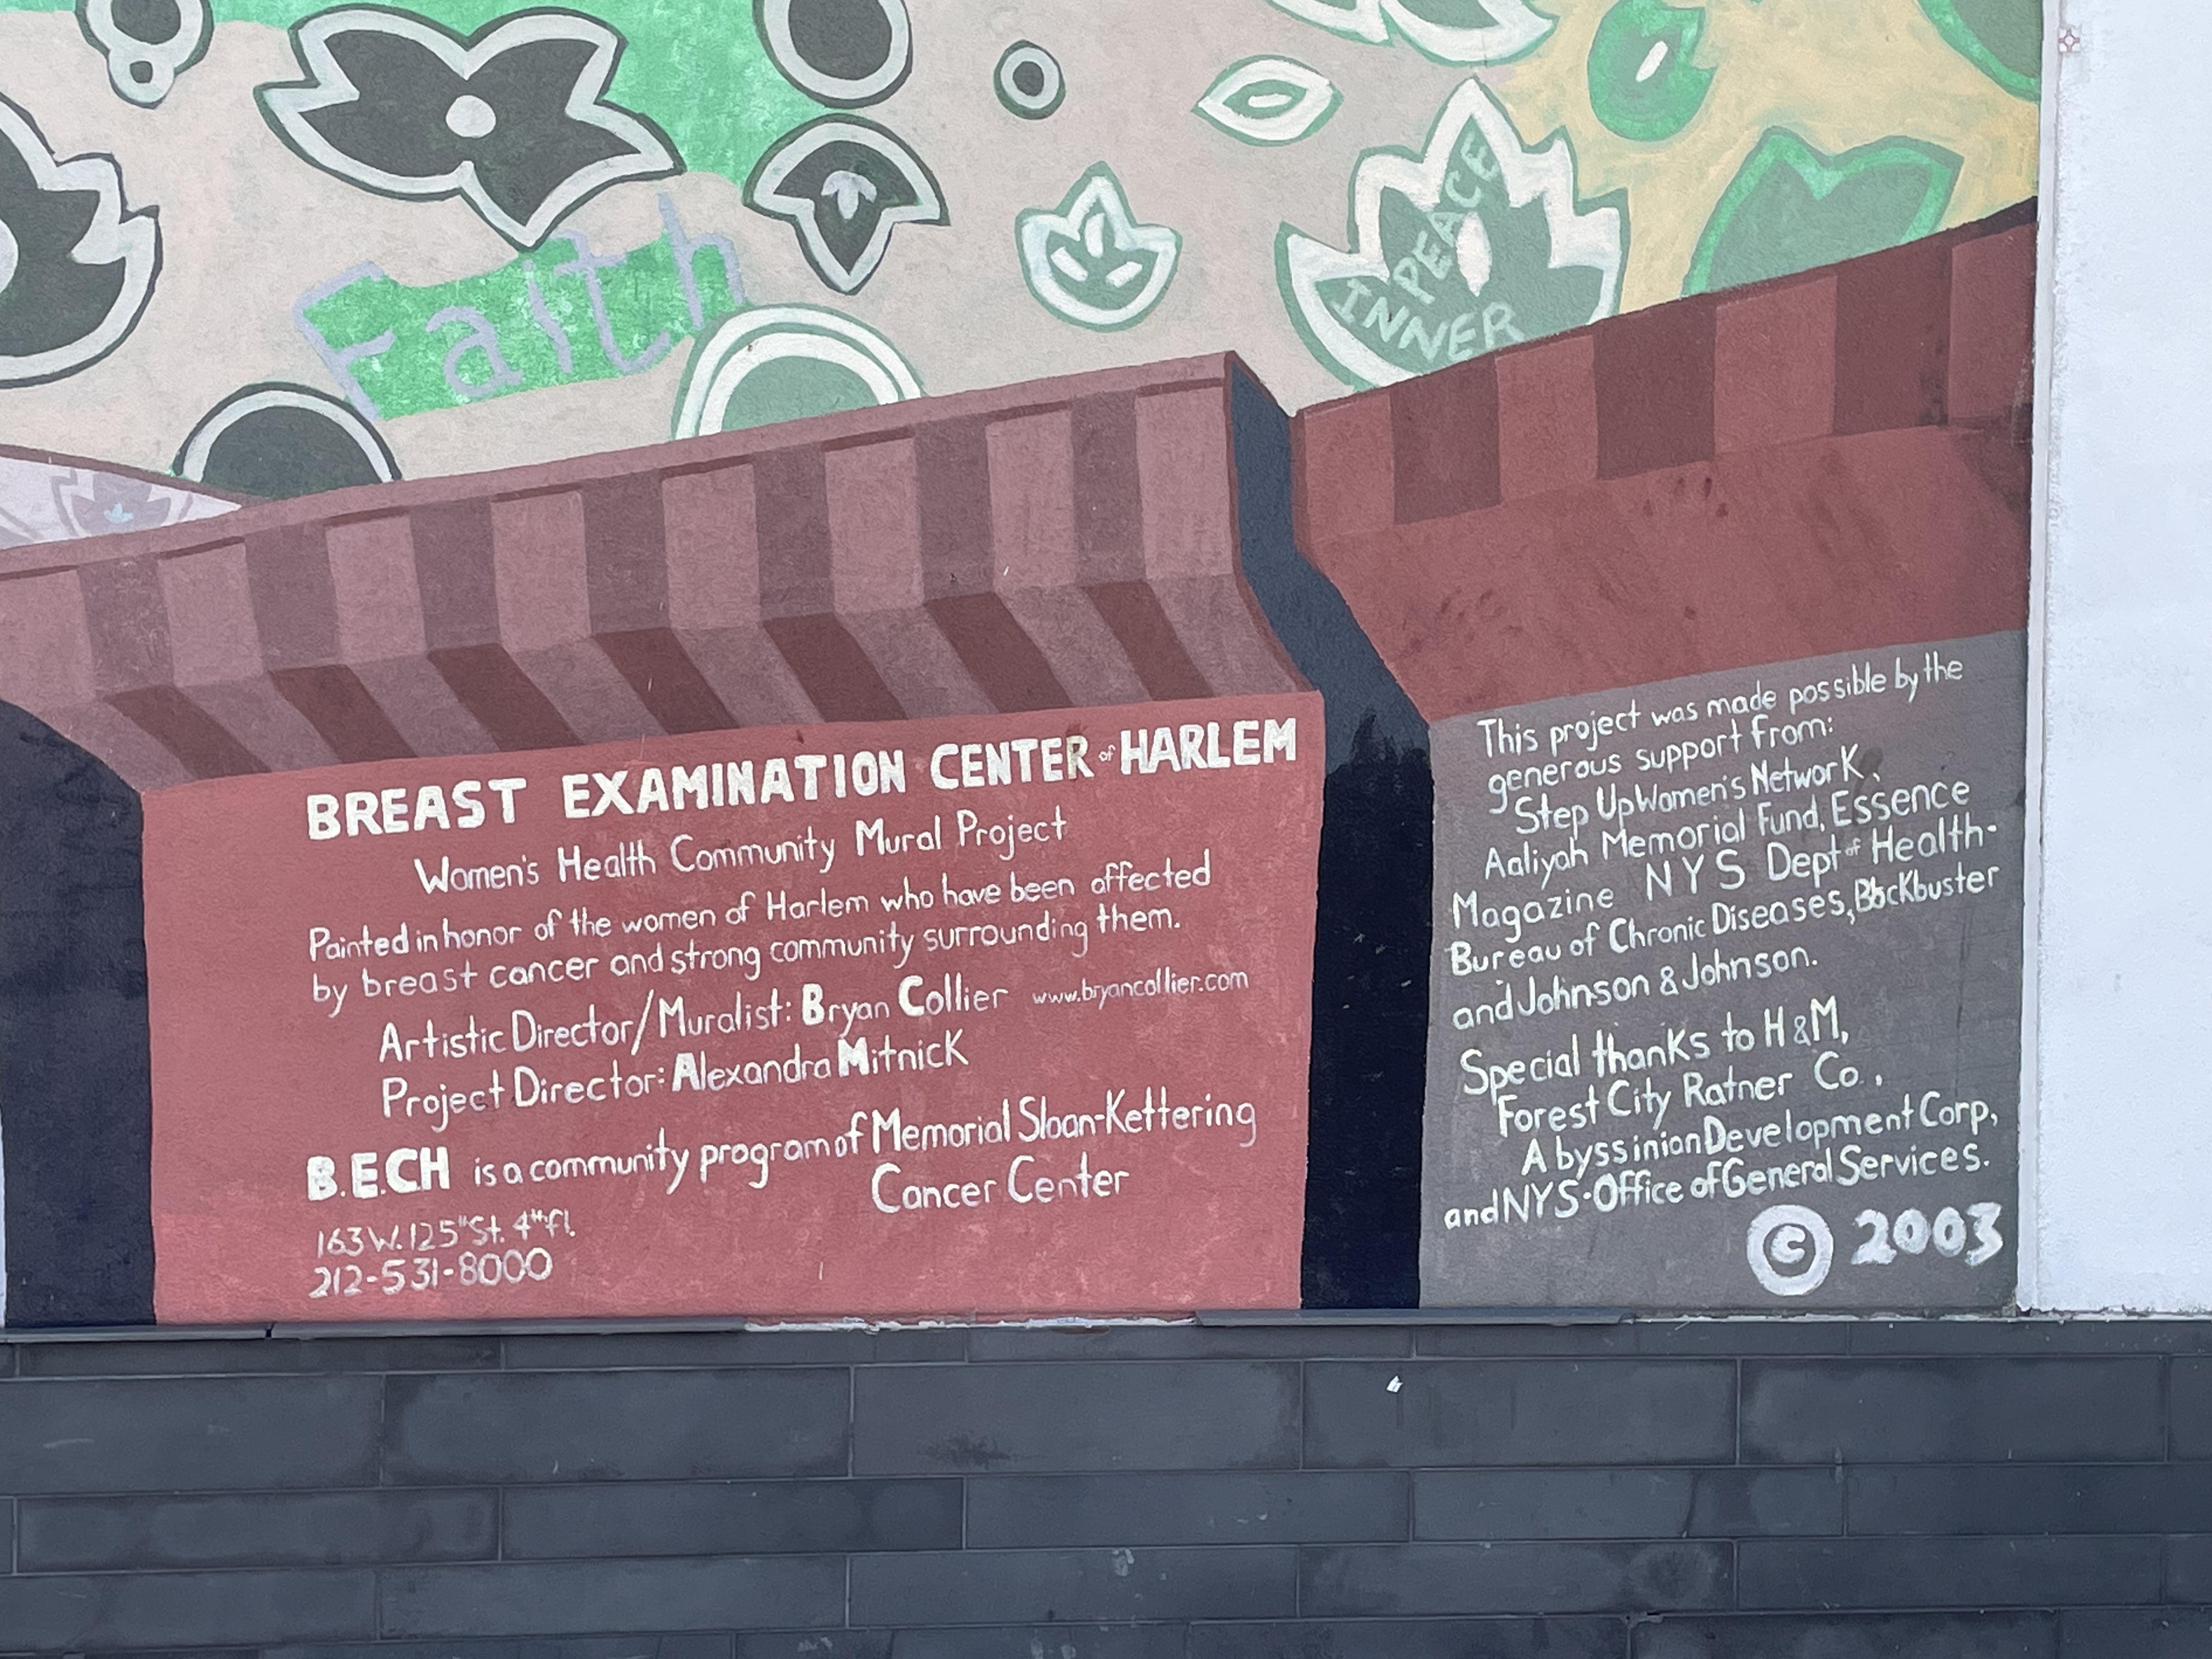 Faith
INNER
PEACE
BREAST EXAMINATION CENTER of HARLEM
Women's Health Community Mural Project
Painted in honor of the women of Harlem who have been affected
by breast cancer and strong community surrounding them.
Artistic Director/Muralist: Bryan Collier www.bryancollier.com
Project Director: Alexandra Mitnick
B.E.CH is a community program of Memorial Sloan-Kettering
Cancer Center
163 W. 125th St. 4th fl.
212-531-8000
This project was made possible by the
generous support from:
Step Up Women's Network,
Aaliyah Memorial Fund, Essence
Magazine NYS Dept of Health-
Bureau of Chronic Diseases, Blockbuster
and Johnson & Johnson.
Special thanks to H&M,
Forest City Ratner Co.,
Abyssinian Development Corp,
and NYS-Office of General Services.
© 2003